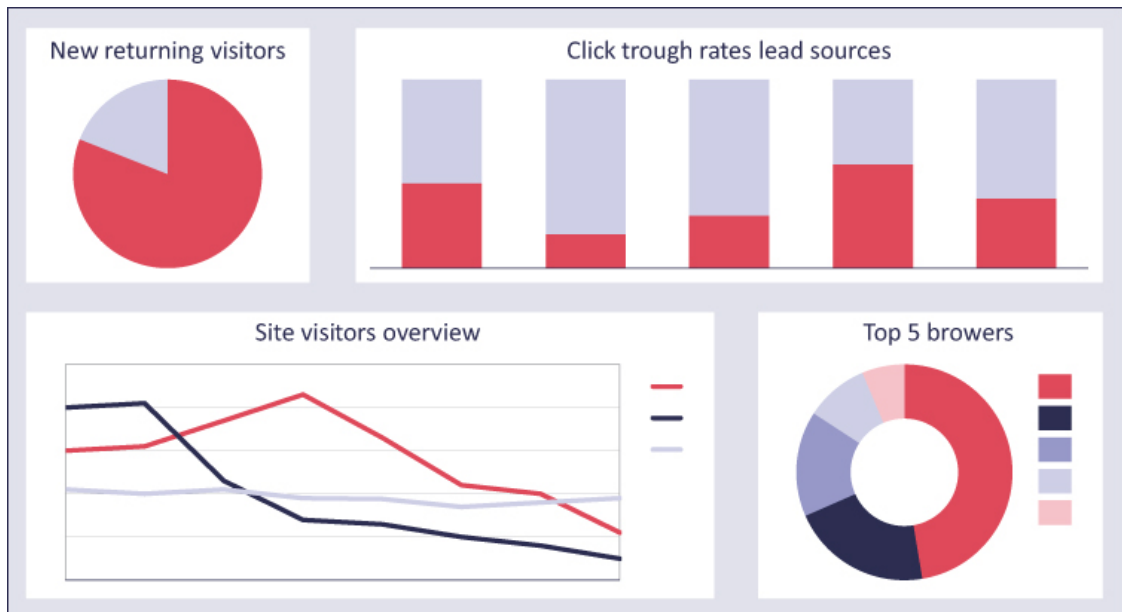 New returning visitors
Click trough rates lead sources
Site visitors overview
Top 5 browers